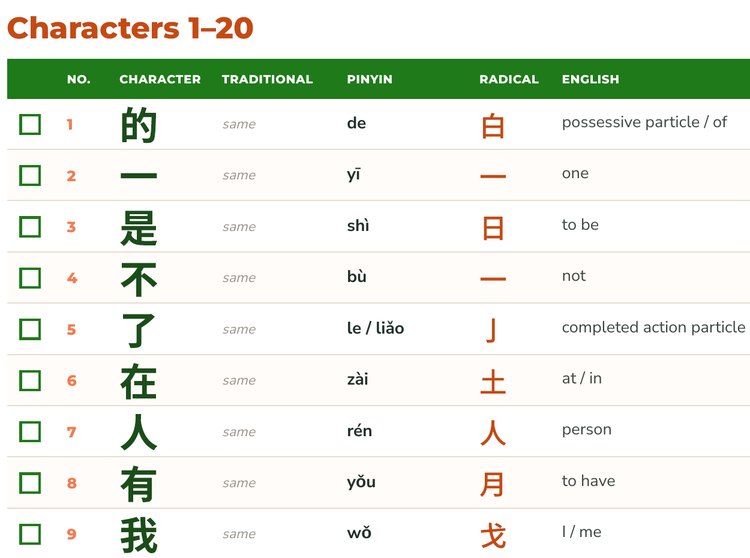 Characters 1–20
NO. CHARACTER TRADITIONAL PINYIN RADICAL ENGLISH
1 的 same de 白 possessive particle / of
2 一 same yī 一 one
3 是 same shì 日 to be
4 不 same bù 一 not
5 了 same le / liǎo 亅 completed action particle
6 在 same zài 土 at / in
7 人 same rén 人 person
8 有 same yǒu 月 to have
9 我 same wǒ 戈 I / me